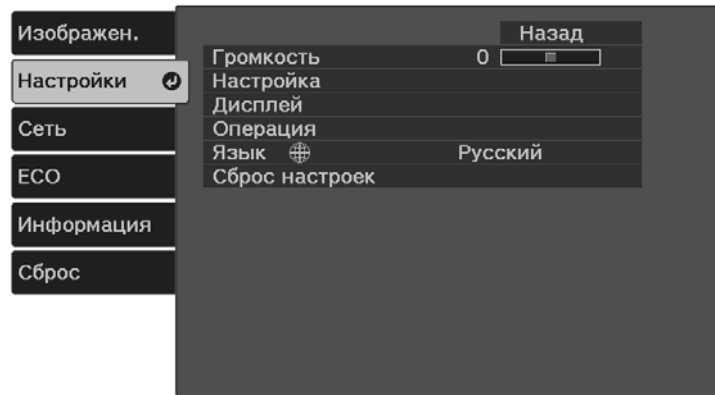 Изображен.
Настройки
Сеть
ECO
Информация
Сброс
Назад
Громкость 0
Настройка
Дисплей
Операция
Язык Русский
Сброс настроек